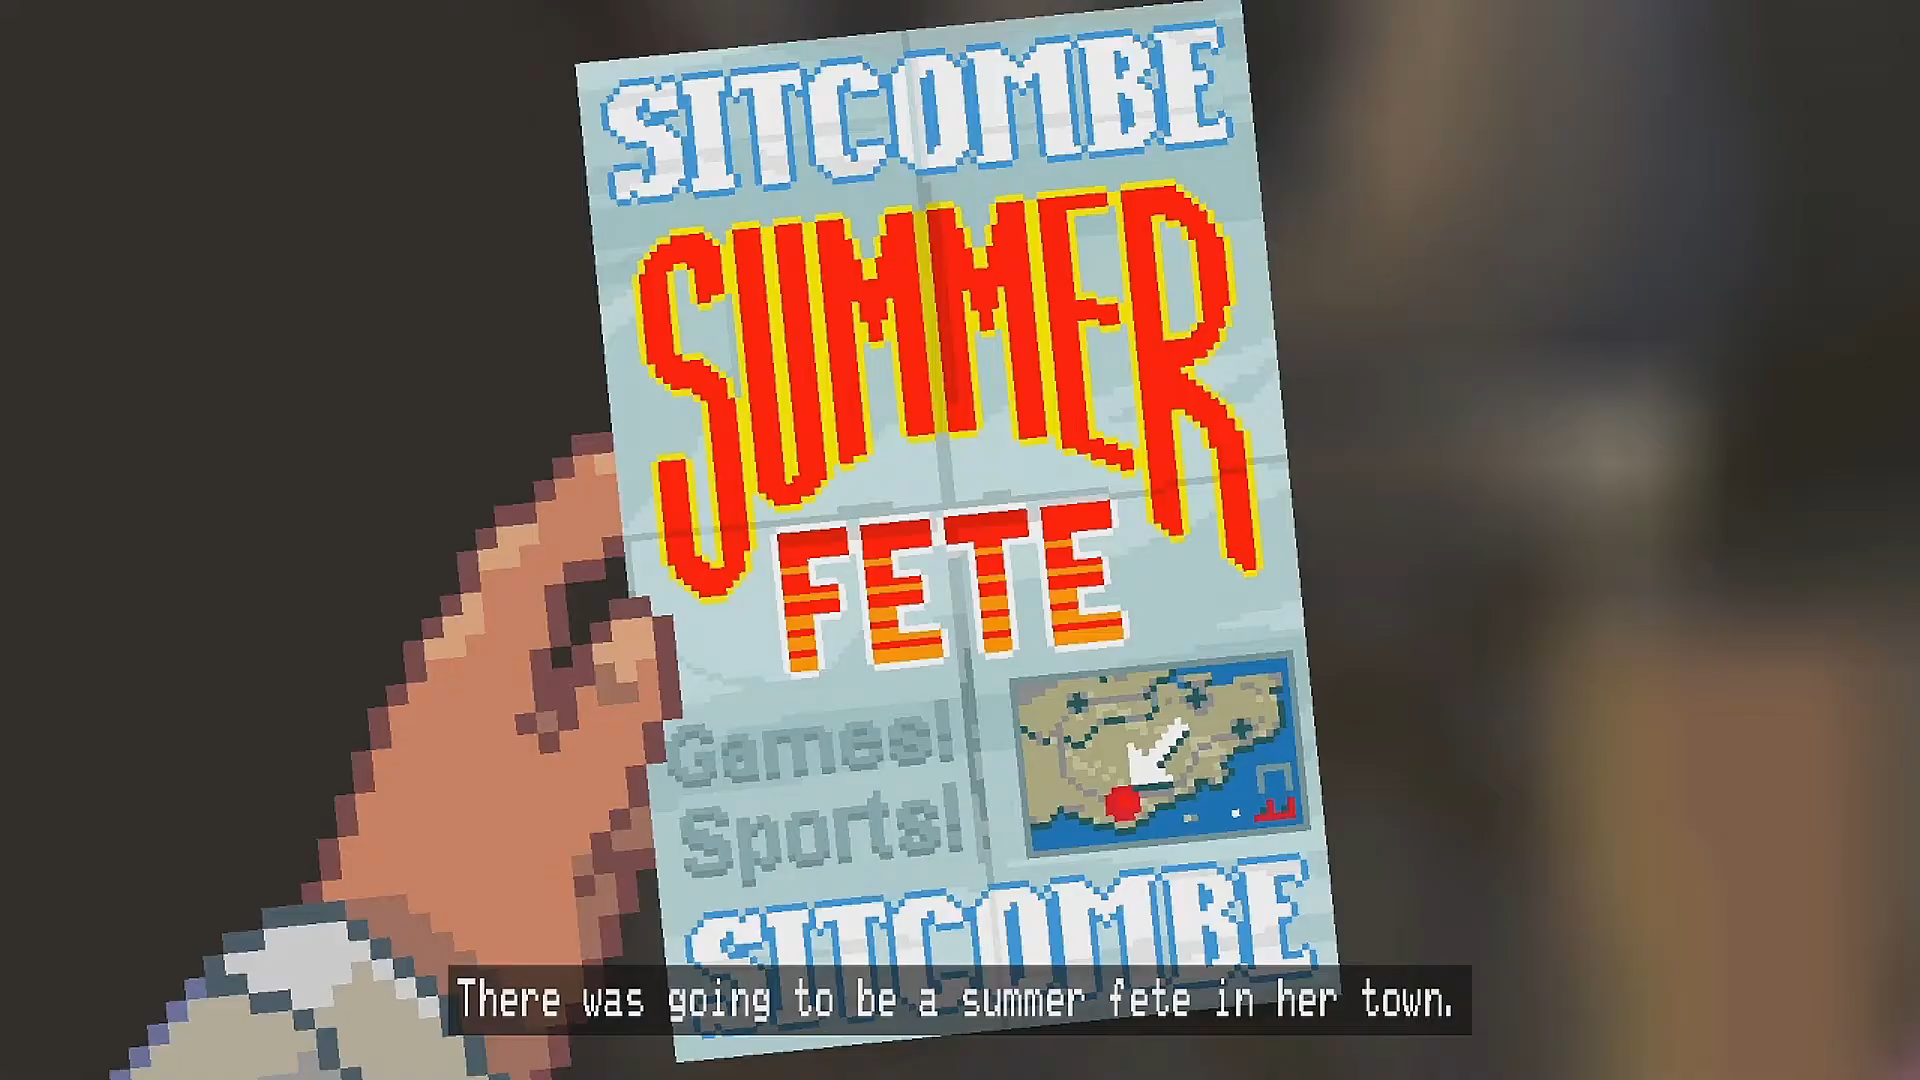 SITCOMBE
SUMMER
FETE
Games!
Sports!
SITCOMBE
There was going to be a summer fete in her town.